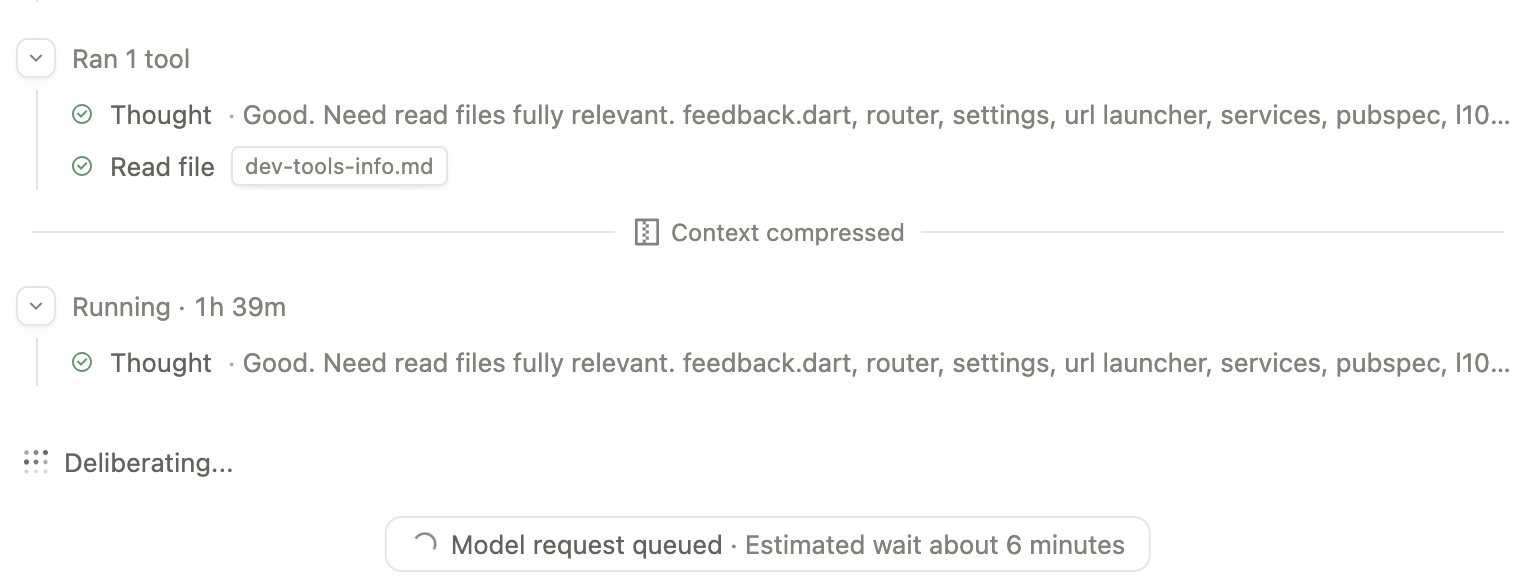 Ran 1 tool
Thought · Good. Need read files fully relevant. feedback.dart, router, settings, url launcher, services, pubspec, l10...
Read file dev-tools-info.md
Context compressed
Running · 1h 39m
Thought · Good. Need read files fully relevant. feedback.dart, router, settings, url launcher, services, pubspec, l10...
Deliberating...
Model request queued · Estimated wait about 6 minutes